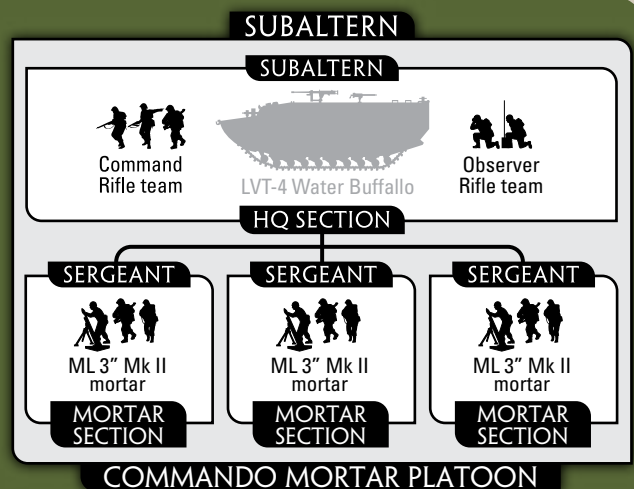 SUBALTERN
SUBALTERN
Command
Rifle team
LVT-4 Water Buffallo
Observer
Rifle team
HQ SECTION
SERGEANT
SERGEANT
SERGEANT
ML 3” Mk II
mortar
ML 3” Mk II
mortar
ML 3” Mk II
mortar
MORTAR
SECTION
MORTAR
SECTION
MORTAR
SECTION
COMMANDO MORTAR PLATOON